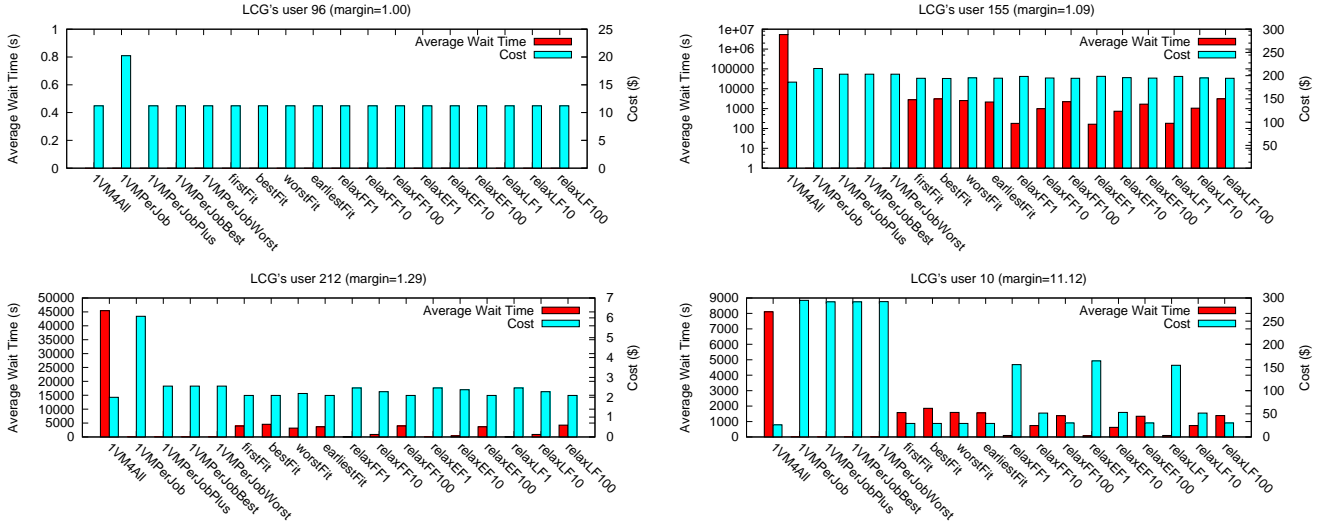 LCG's user 96 (margin=1.00)
Average Wait Time (s)
1
0.8
0.6
0.4
0.2
0
Average Wait Time
Cost
25
20
15
10
5
0
Cost ($)
1VM4All
1VMPerJob
1VMPerJobPlus
1VMPerJobBest
1VMPerJobWorst
firstFit
bestFit
worstFit
earliestFit
relaxFF1
relaxFF10
relaxFF100
relaxEF1
relaxEF10
relaxEF100
relaxLF1
relaxLF10
relaxLF100
LCG's user 155 (margin=1.09)
Average Wait Time (s)
1e+07
1e+06
100000
10000
1000
100
10
1
Average Wait Time
Cost
300
250
200
150
100
50
Cost ($)
1VM4All
1VMPerJob
1VMPerJobPlus
1VMPerJobBest
1VMPerJobWorst
firstFit
bestFit
worstFit
earliestFit
relaxFF1
relaxFF10
relaxFF100
relaxEF1
relaxEF10
relaxEF100
relaxLF1
relaxLF10
relaxLF100
LCG's user 212 (margin=1.29)
Average Wait Time (s)
50000
45000
40000
35000
30000
25000
20000
15000
10000
5000
0
Average Wait Time
Cost
7
6
5
4
3
2
1
0
Cost ($)
1VM4All
1VMPerJob
1VMPerJobPlus
1VMPerJobBest
1VMPerJobWorst
firstFit
bestFit
worstFit
earliestFit
relaxFF1
relaxFF10
relaxFF100
relaxEF1
relaxEF10
relaxEF100
relaxLF1
relaxLF10
relaxLF100
LCG's user 10 (margin=11.12)
Average Wait Time (s)
9000
8000
7000
6000
5000
4000
3000
2000
1000
0
Average Wait Time
Cost
300
250
200
150
100
50
0
Cost ($)
1VM4All
1VMPerJob
1VMPerJobPlus
1VMPerJobBest
1VMPerJobWorst
firstFit
bestFit
worstFit
earliestFit
relaxFF1
relaxFF10
relaxFF100
relaxEF1
relaxEF10
relaxEF100
relaxLF1
relaxLF10
relaxLF100